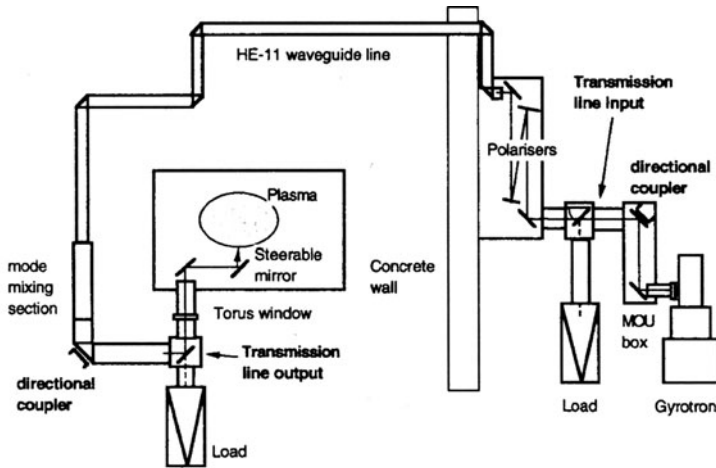 HE-11 waveguide line
Transmission
line input
Polarisers
directional
coupler
Plasma
Steerable
mirror
Concrete
wall
mode
mixing
section
Torus window
MOU
box
Transmission
line output
directional
coupler
Load
Load
Gyrotron